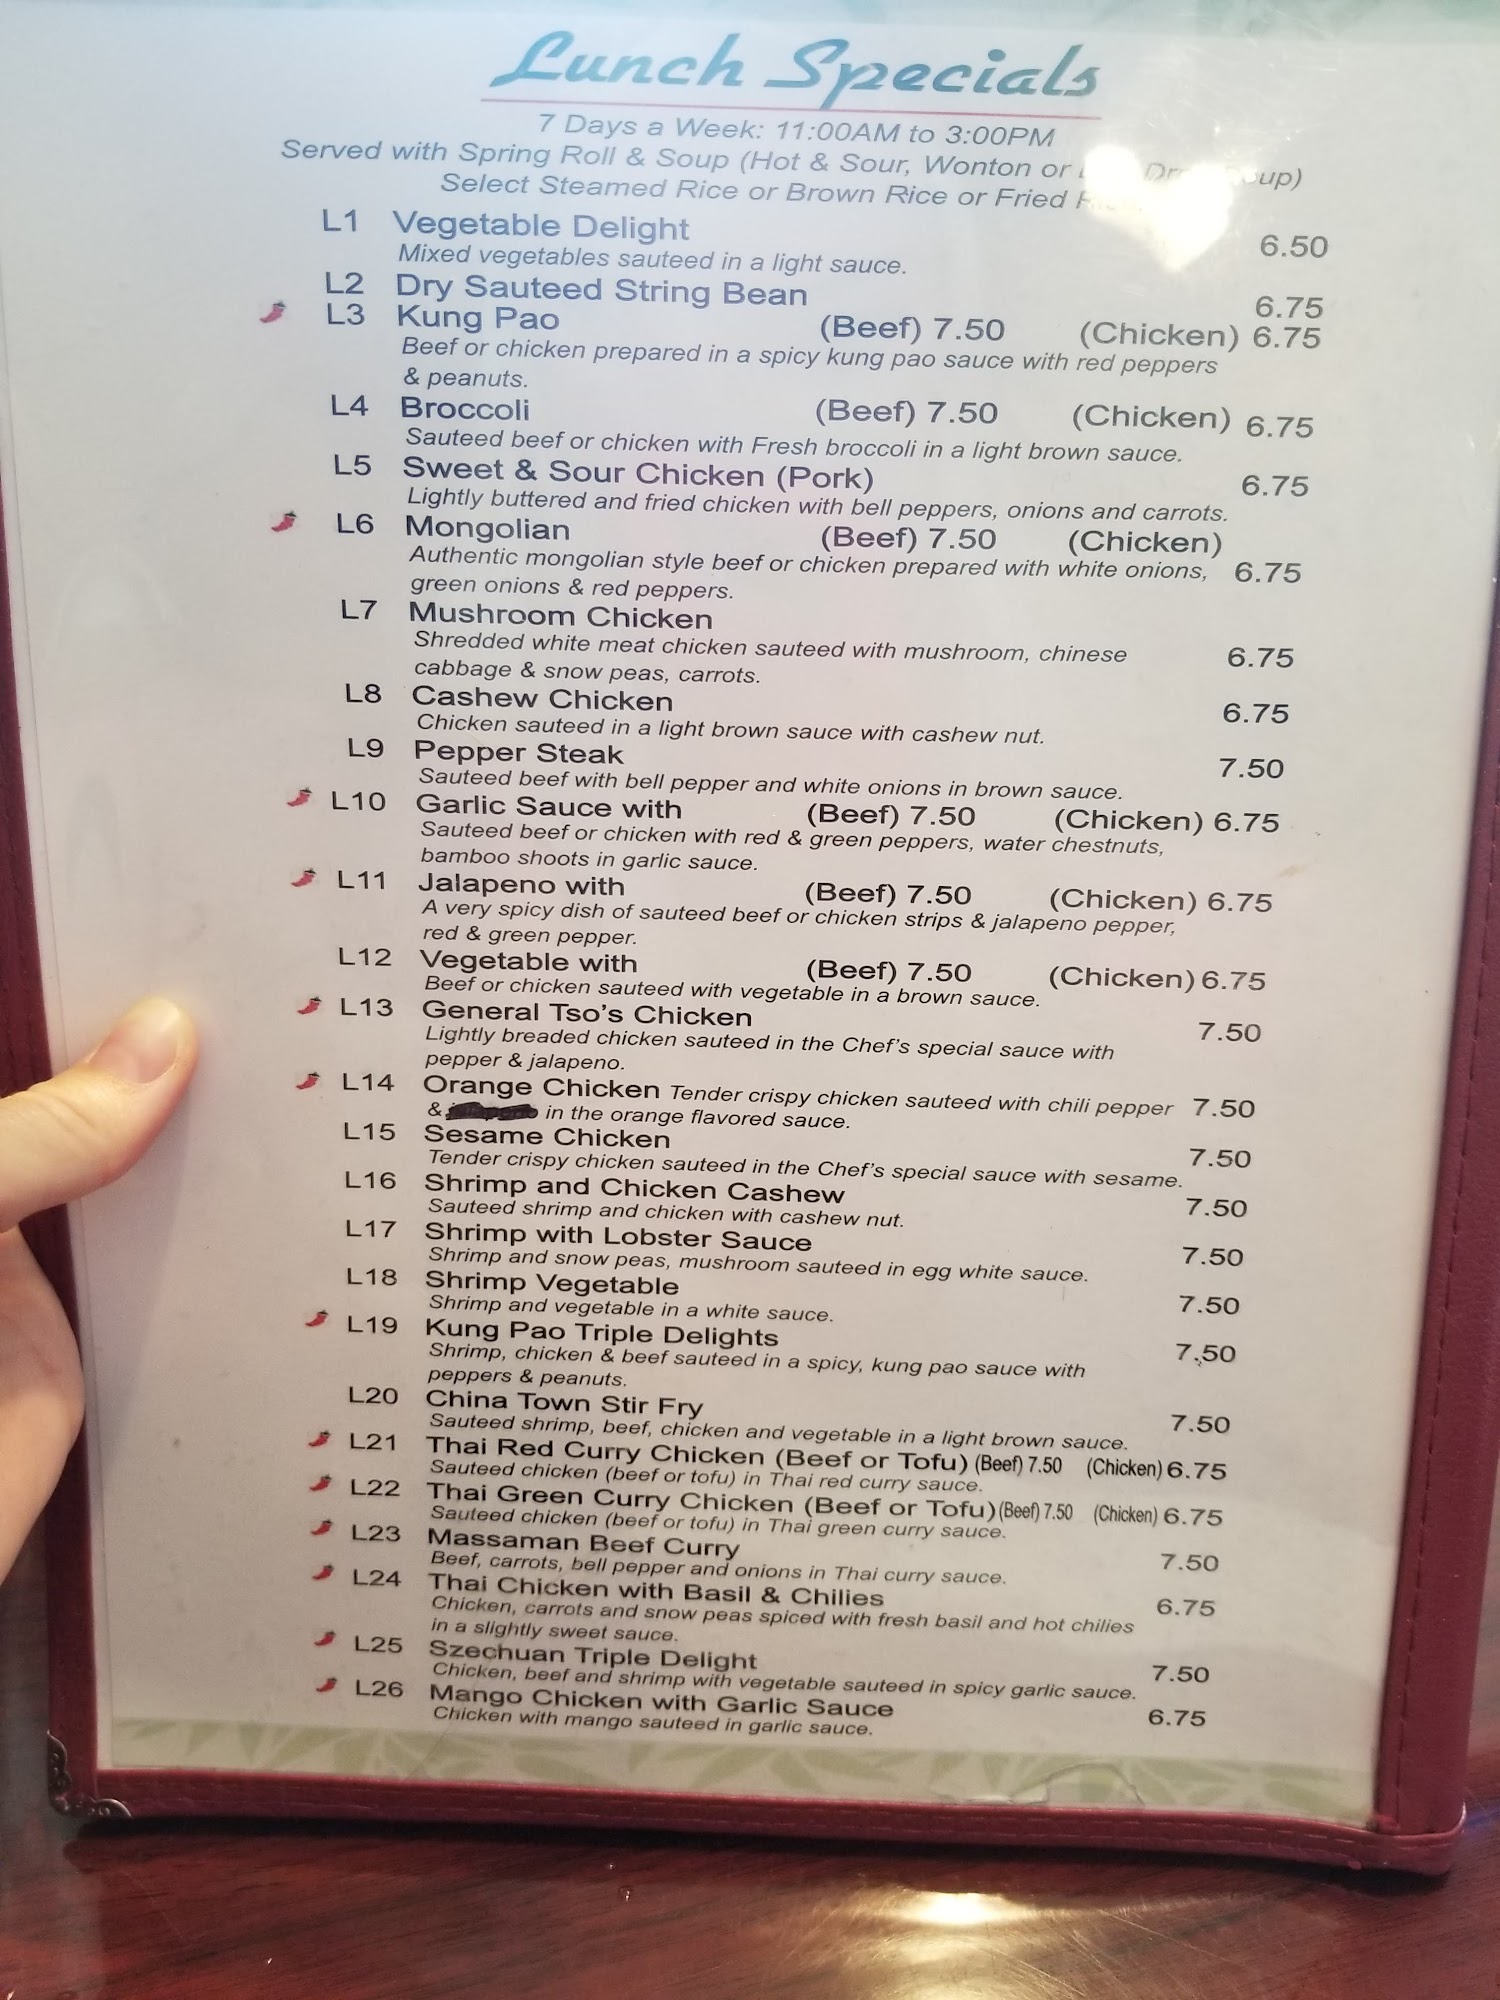 Lunch Specials
7 Days a Week: 11:00AM to 3:00PM
Served with Spring Roll & Soup (Hot & Sour, Wonton or
Select Steamed Rice or Brown Rice or Fried
L1 Vegetable Delight 6.50
Mixed vegetables sauteed in a light sauce.
L2 Dry Sauteed String Bean 6.75
L3 Kung Pao (Beef) 7.50 (Chicken) 6.75
Beef or chicken prepared in a spicy kung pao sauce with red peppers
& peanuts.
L4 Broccoli (Beef) 7.50 (Chicken) 6.75
Sauteed beef or chicken with Fresh broccoli in a light brown sauce.
L5 Sweet & Sour Chicken (Pork) 6.75
Lightly buttered and fried chicken with bell peppers, onions and carrots.
L6 Mongolian (Beef) 7.50 (Chicken) 6.75
Authentic mongolian style beef or chicken prepared with white onions,
green onions & red peppers.
L7 Mushroom Chicken 6.75
Shredded white meat chicken sauteed with mushroom, chinese
cabbage & snow peas, carrots.
L8 Cashew Chicken 6.75
Chicken sauteed in a light brown sauce with cashew nut.
L9 Pepper Steak 7.50
Sauteed beef with bell pepper and white onions in brown sauce.
L10 Garlic Sauce with (Beef) 7.50 (Chicken) 6.75
Sauteed beef or chicken with red & green peppers, water chestnuts,
bamboo shoots in garlic sauce.
L11 Jalapeno with (Beef) 7.50 (Chicken) 6.75
A very spicy dish of sauteed beef or chicken strips & jalapeno pepper,
red & green pepper.
L12 Vegetable with (Beef) 7.50 (Chicken) 6.75
Beef or chicken sauteed with vegetable in a brown sauce.
L13 General Tso's Chicken 7.50
Lightly breaded chicken sauteed in the Chef's special sauce with
pepper & jalapeno.
L14 Orange Chicken Tender crispy chicken sauteed with chili pepper 7.50
& in the orange flavored sauce.
L15 Sesame Chicken 7.50
Tender crispy chicken sauteed in the Chef's special sauce with sesame.
L16 Shrimp and Chicken Cashew 7.50
Sauteed shrimp and chicken with cashew nut.
L17 Shrimp with Lobster Sauce 7.50
Shrimp and snow peas, mushroom sauteed in egg white sauce.
L18 Shrimp Vegetable 7.50
Shrimp and vegetable in a white sauce.
L19 Kung Pao Triple Delights 7.50
Shrimp, chicken & beef sauteed in a spicy, kung pao sauce with
peppers & peanuts.
L20 China Town Stir Fry 7.50
Sauteed shrimp, beef, chicken and vegetable in a light brown sauce.
L21 Thai Red Curry Chicken (Beef or Tofu) (Beef) 7.50 (Chicken) 6.75
Sauteed chicken (beef or tofu) in Thai red curry sauce.
L22 Thai Green Curry Chicken (Beef or Tofu) (Beef) 7.50 (Chicken) 6.75
Sauteed chicken (beef or tofu) in Thai green curry sauce.
L23 Massaman Beef Curry 7.50
Beef, carrots, bell pepper and onions in Thai curry sauce.
L24 Thai Chicken with Basil & Chilies 6.75
Chicken, carrots and snow peas spiced with fresh basil and hot chilies
in a slightly sweet sauce.
L25 Szechuan Triple Delight 7.50
Chicken, beef and shrimp with vegetable sauteed in spicy garlic sauce.
L26 Mango Chicken with Garlic Sauce 6.75
Chicken with mango sauteed in garlic sauce.